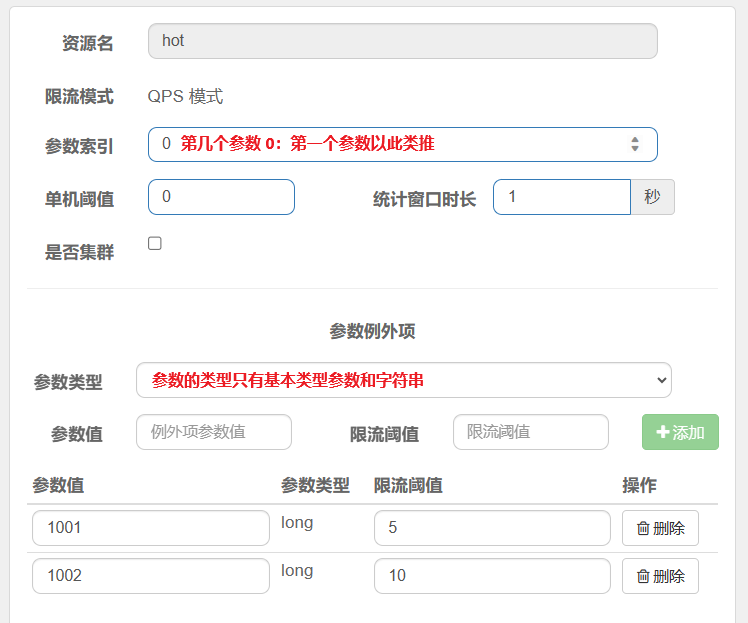 资源名 hot
限流模式 QPS 模式
参数索引 0 第几个参数 0：第一个参数以此类推
单机阈值 0 统计窗口时长 1 秒
是否集群
参数例外项
参数类型 参数的类型只有基本类型参数和字符串
参数值 例外项参数值 限流阈值 限流阈值 添加
参数值 参数类型 限流阈值 操作
1001 long 5 删除
1002 long 10 删除